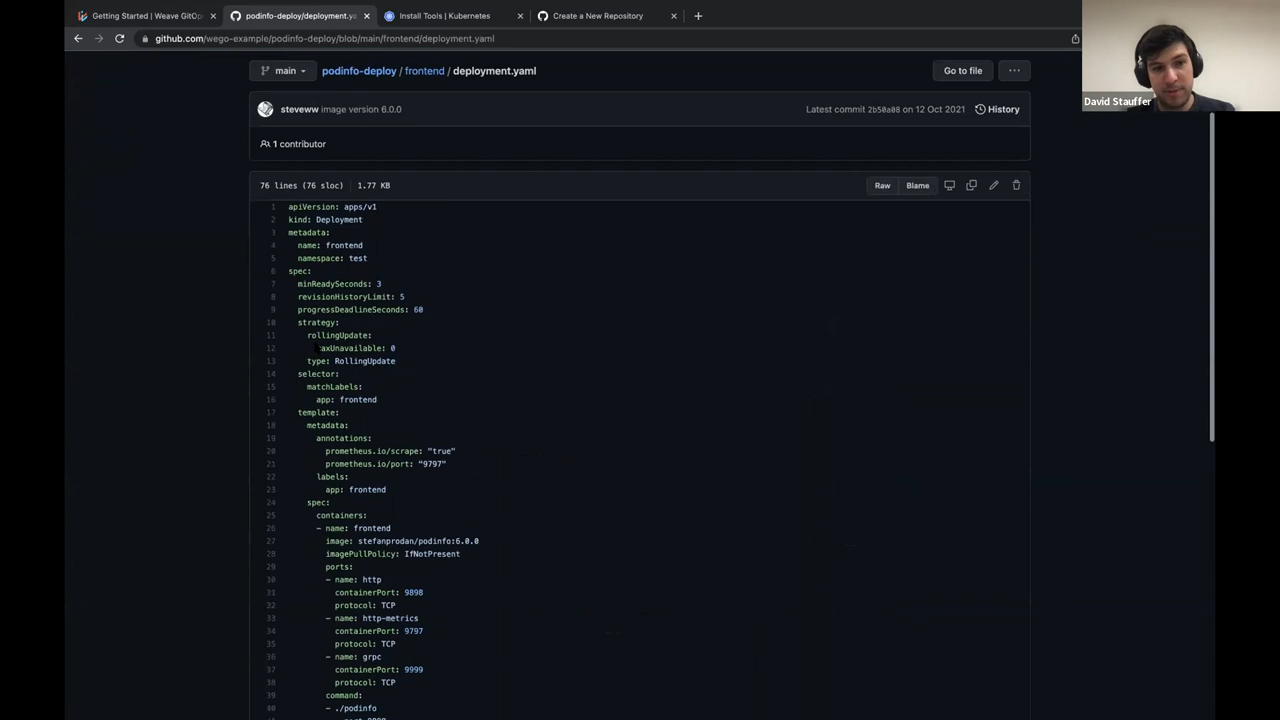 Getting Started | Weave GitOp
podinfo-deploy/deployment.ya
Install Tools | Kubernetes
Create a New Repository
github.com/wego-example/podinfo-deploy/blob/main/frontend/deployment.yaml
main
podinfo-deploy / frontend / deployment.yaml
Go to file
steveww image version 6.0.0
Latest commit 2b50a08 on 12 Oct 2021
History
1 contributor
76 lines (76 sloc) | 1.77 KB
Raw
Blame
1 apiVersion: apps/v1
2 kind: Deployment
3 metadata:
4 name: frontend
5 namespace: test
6 spec:
7 minReadySeconds: 3
8 revisionHistoryLimit: 5
9 progressDeadlineSeconds: 60
10 strategy:
11 rollingUpdate:
12 maxUnavailable: 0
13 type: RollingUpdate
14 selector:
15 matchLabels:
16 app: frontend
17 template:
18 metadata:
19 annotations:
20 prometheus.io/scrape: "true"
21 prometheus.io/port: "9797"
22 labels:
23 app: frontend
24 spec:
25 containers:
26 - name: frontend
27 image: stefanprodan/podinfo:6.0.0
28 imagePullPolicy: IfNotPresent
29 ports:
30 - name: http
31 containerPort: 9898
32 protocol: TCP
33 - name: http-metrics
34 containerPort: 9797
35 protocol: TCP
36 - name: grpc
37 containerPort: 9999
38 protocol: TCP
39 command:
40 - ./podinfo
David Stauffer